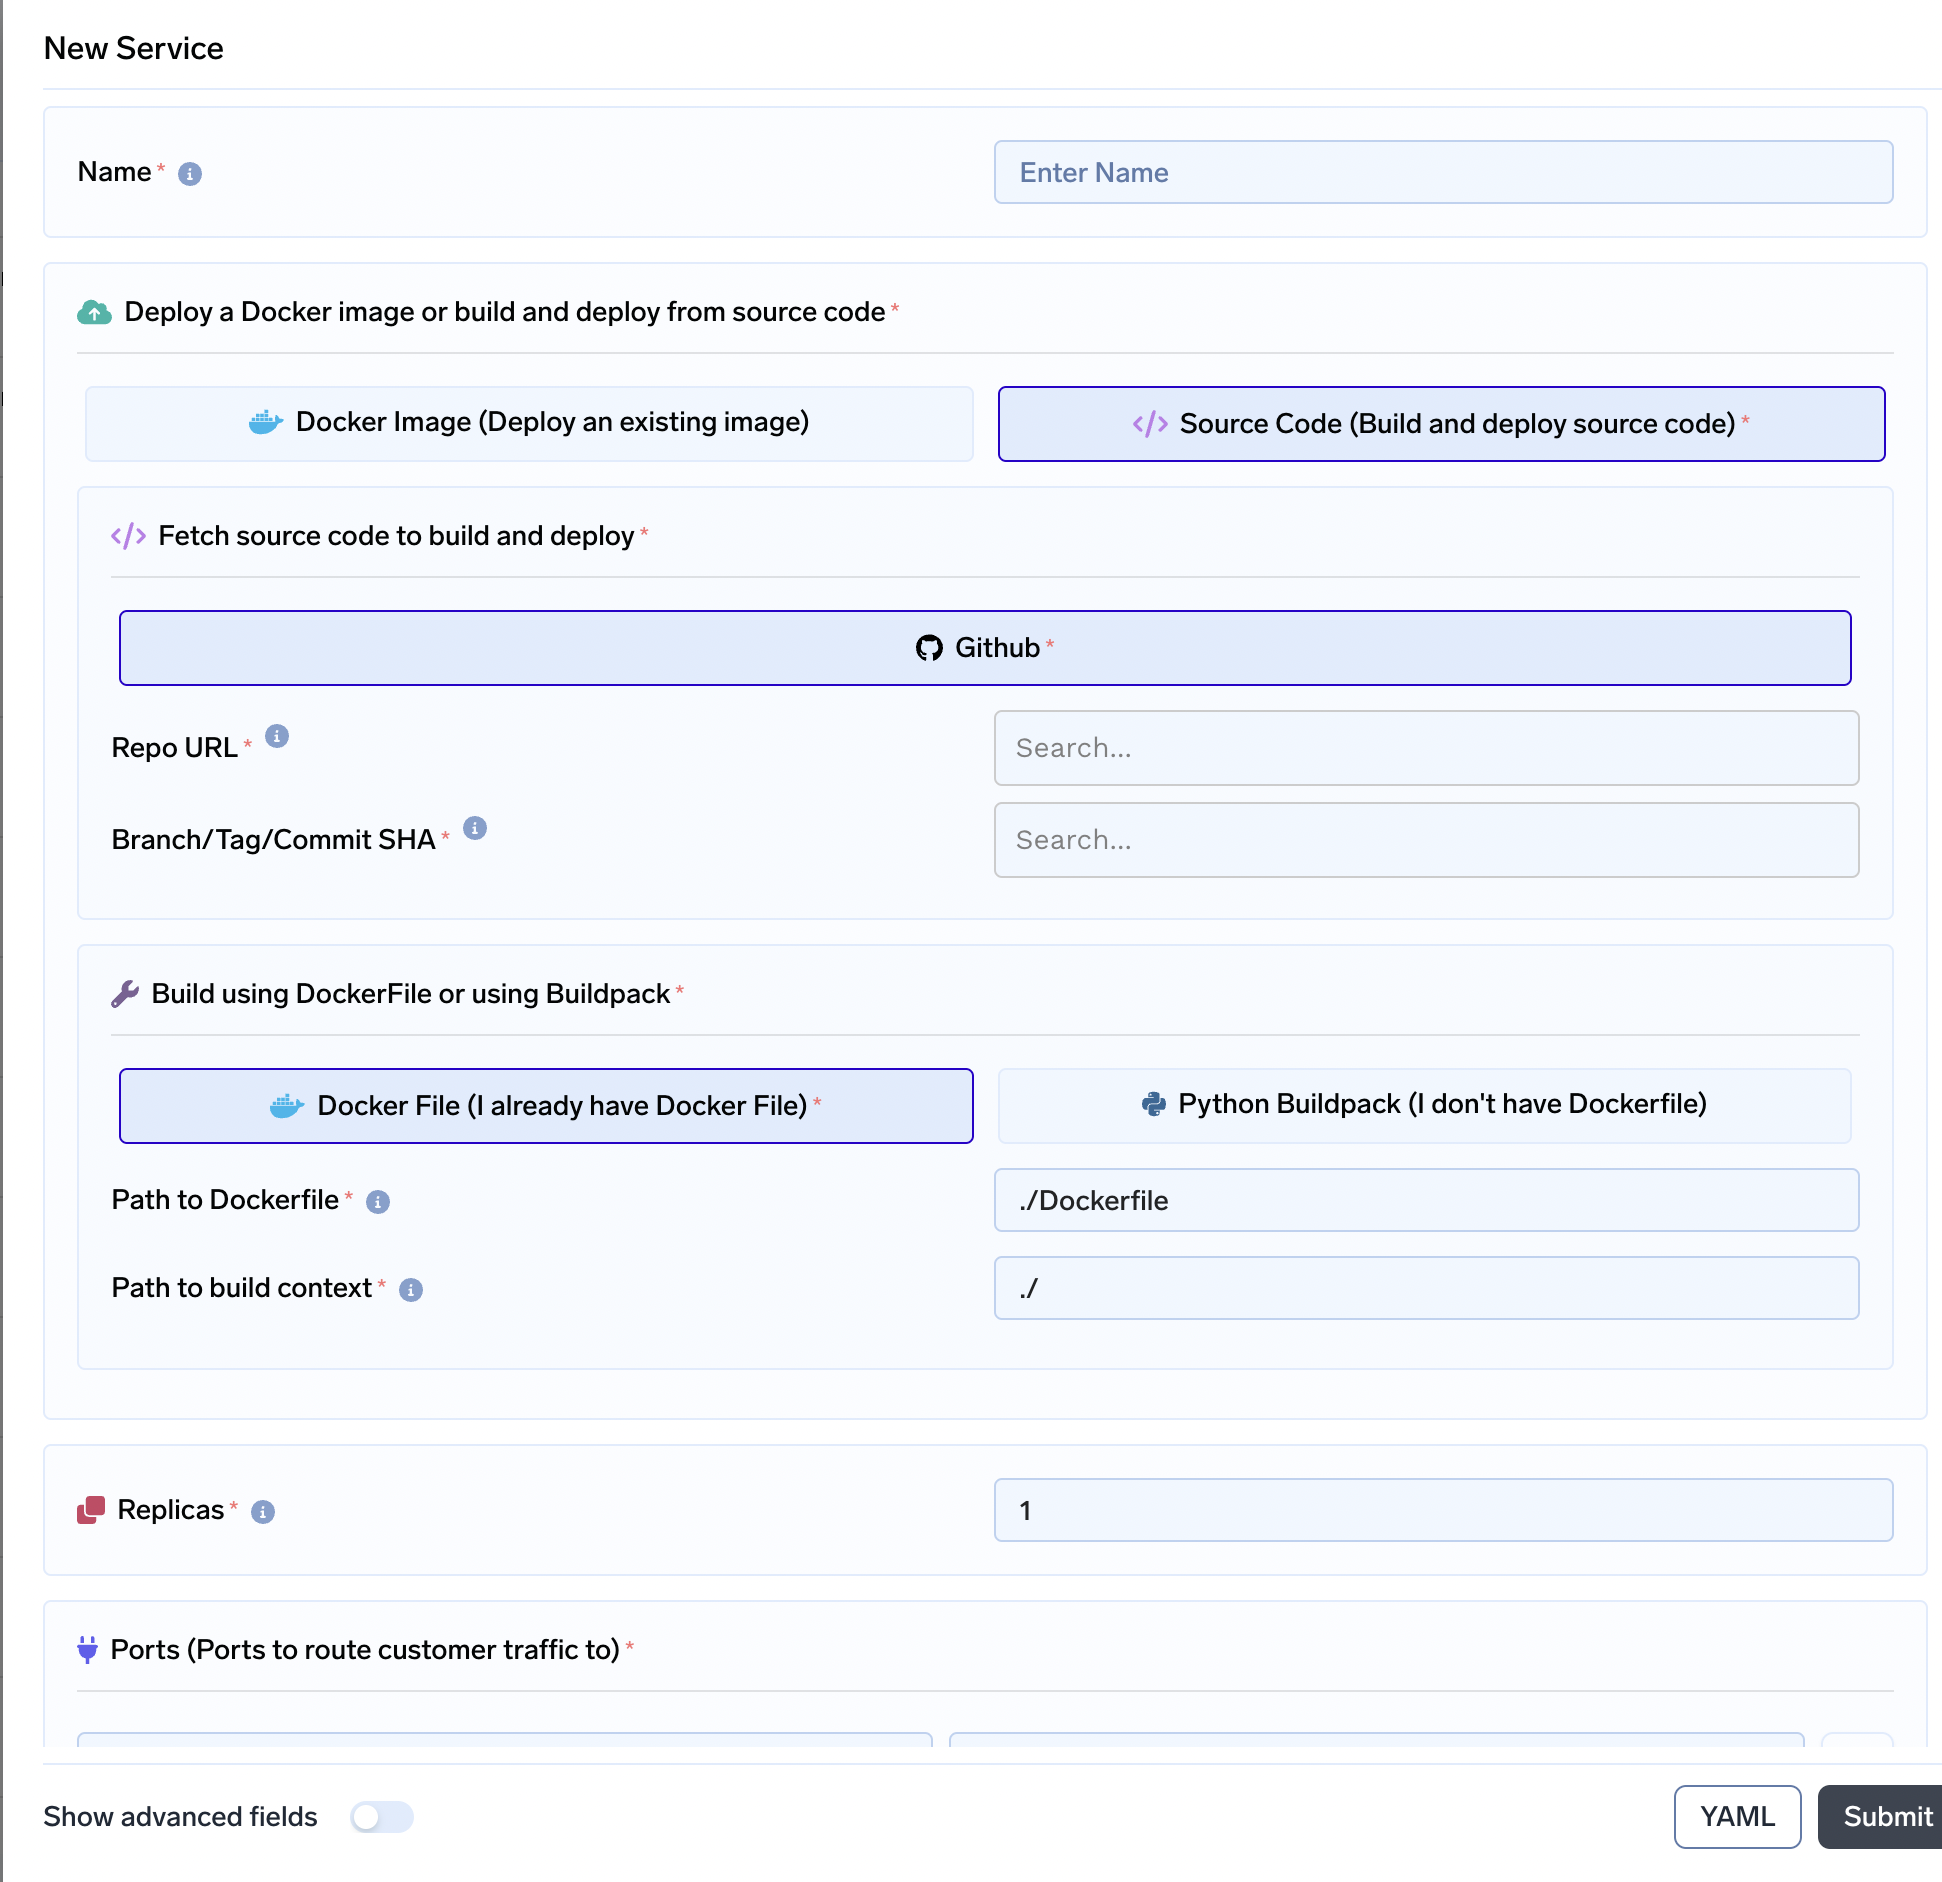 New Service
Name *
Enter Name
Deploy a Docker image or build and deploy from source code *
Docker Image (Deploy an existing image)
Source Code (Build and deploy source code) *
Fetch source code to build and deploy *
Github *
Repo URL *
Search...
Branch/Tag/Commit SHA *
Search...
Build using DockerFile or using Buildpack *
Docker File (I already have Docker File) *
Python Buildpack (I don't have Dockerfile)
Path to Dockerfile *
./Dockerfile
Path to build context *
./
Replicas *
1
Ports (Ports to route customer traffic to) *
Show advanced fields
YAML
Submit